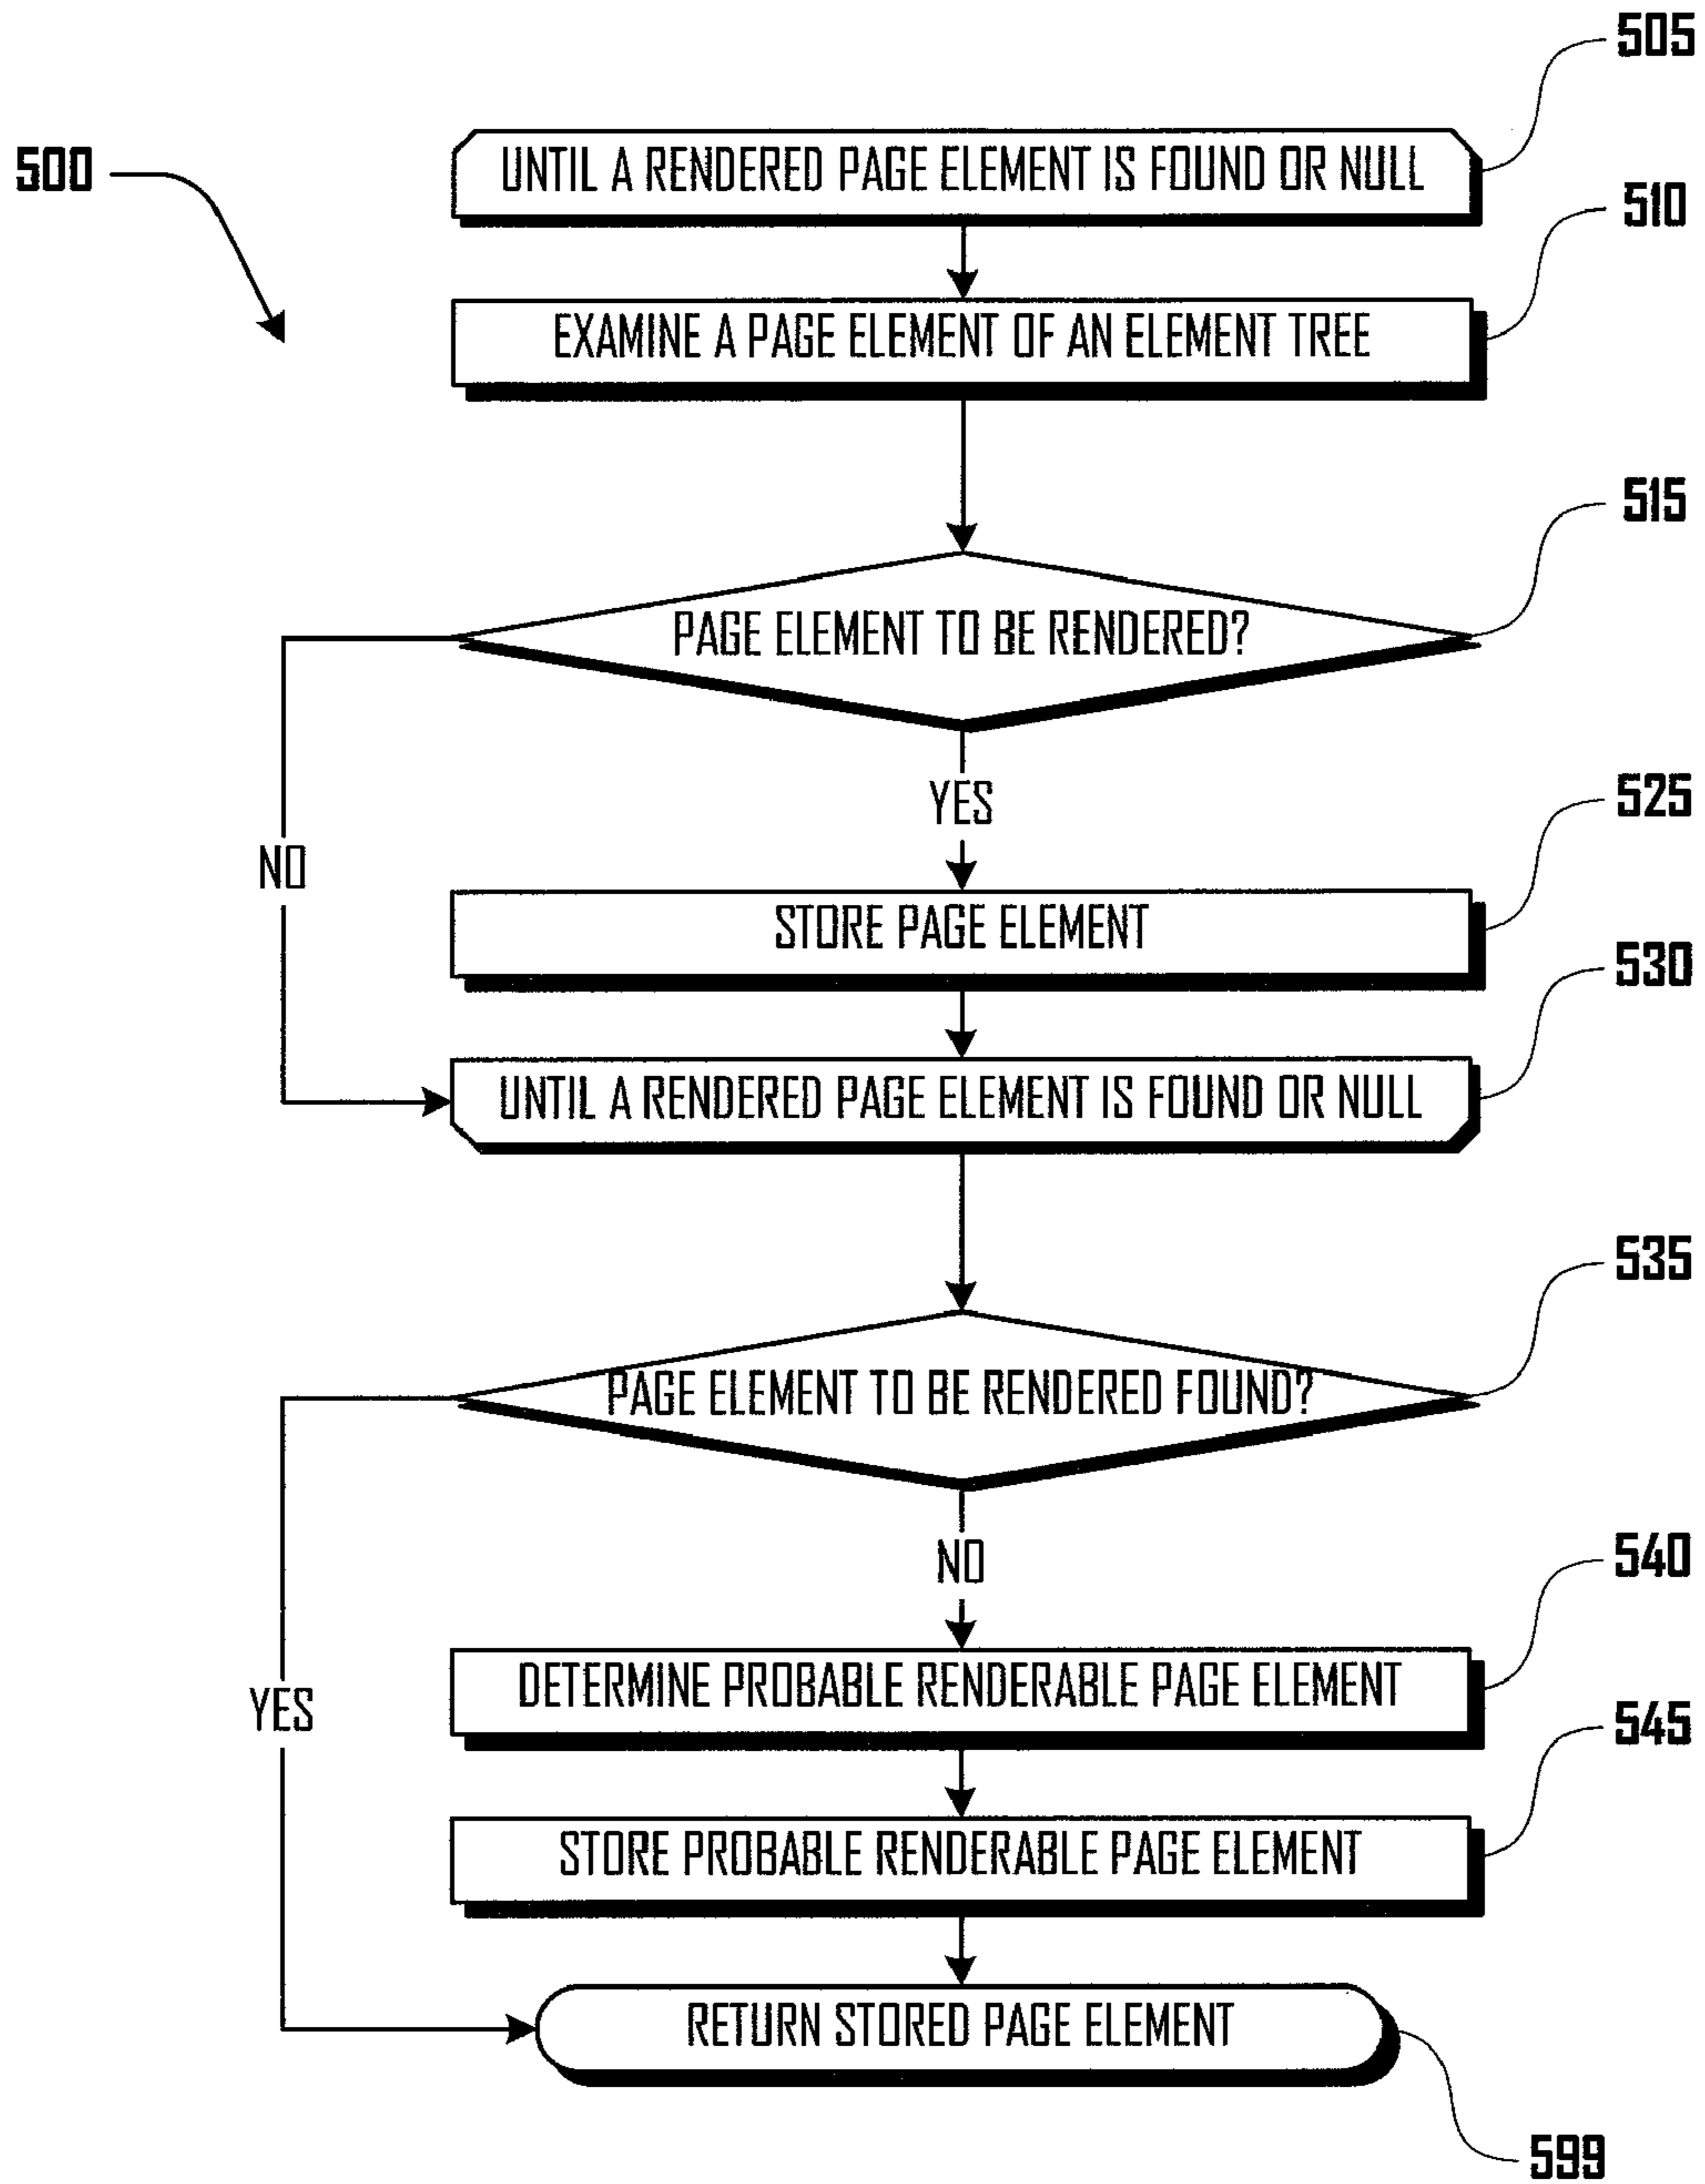 505
UNTIL A RENDERED PAGE ELEMENT IS FOUND OR NULL
500
510
EXAMINE A PAGE ELEMENT OF AN ELEMENT TREE
515
PAGE ELEMENT TO BE RENDERED?
YES
525
NO
STORE PAGE ELEMENT
530
UNTIL A RENDERED PAGE ELEMENT IS FOUND OR NULL
535
PAGE ELEMENT TO BE RENDERED FOUND?
NO
540
DETERMINE PROBABLE RENDERABLE PAGE ELEMENT
YES
545
STORE PROBABLE RENDERABLE PAGE ELEMENT
RETURN STORED PAGE ELEMENT
599